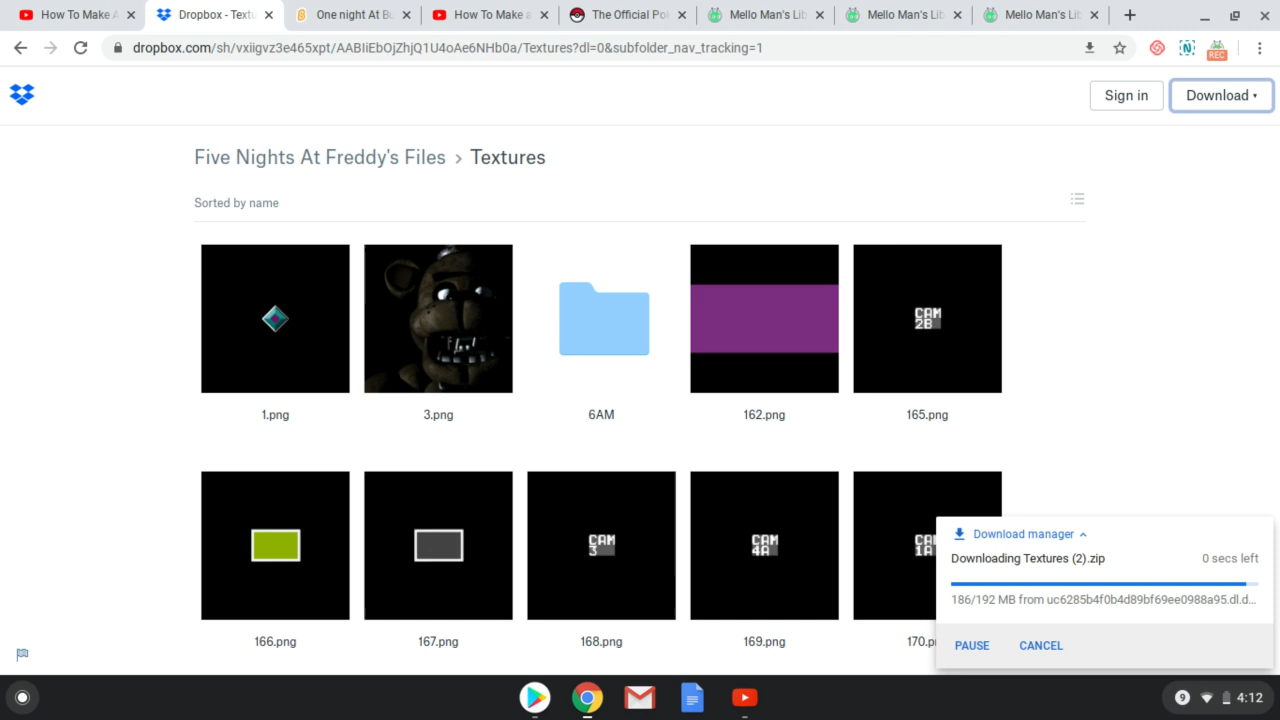 How To Make A
Dropbox - Textu
One night At Bu
How To Make a
The Official Po
Mello Man's Lib
Mello Man's Lib
Mello Man's Lib
dropbox.com/sh/vxiigvz3e465xpt/AABIiEbOjZhjQ1U4oAe6NHb0a/Textures?dl=0&subfolder_nav_tracking=1
REC
Sign in
Download
Five Nights At Freddy's Files > Textures
Sorted by name
CAM
2B
1.png
3.png
6AM
162.png
165.png
CAM
3
CAM
4A
CAM
1A
166.png
167.png
168.png
169.png
170.p
Download manager
Downloading Textures (2).zip
0 secs left
186/192 MB from uc6285b4f0b4d89bf69ee0988a95.dl.d...
PAUSE
CANCEL
9
4:12